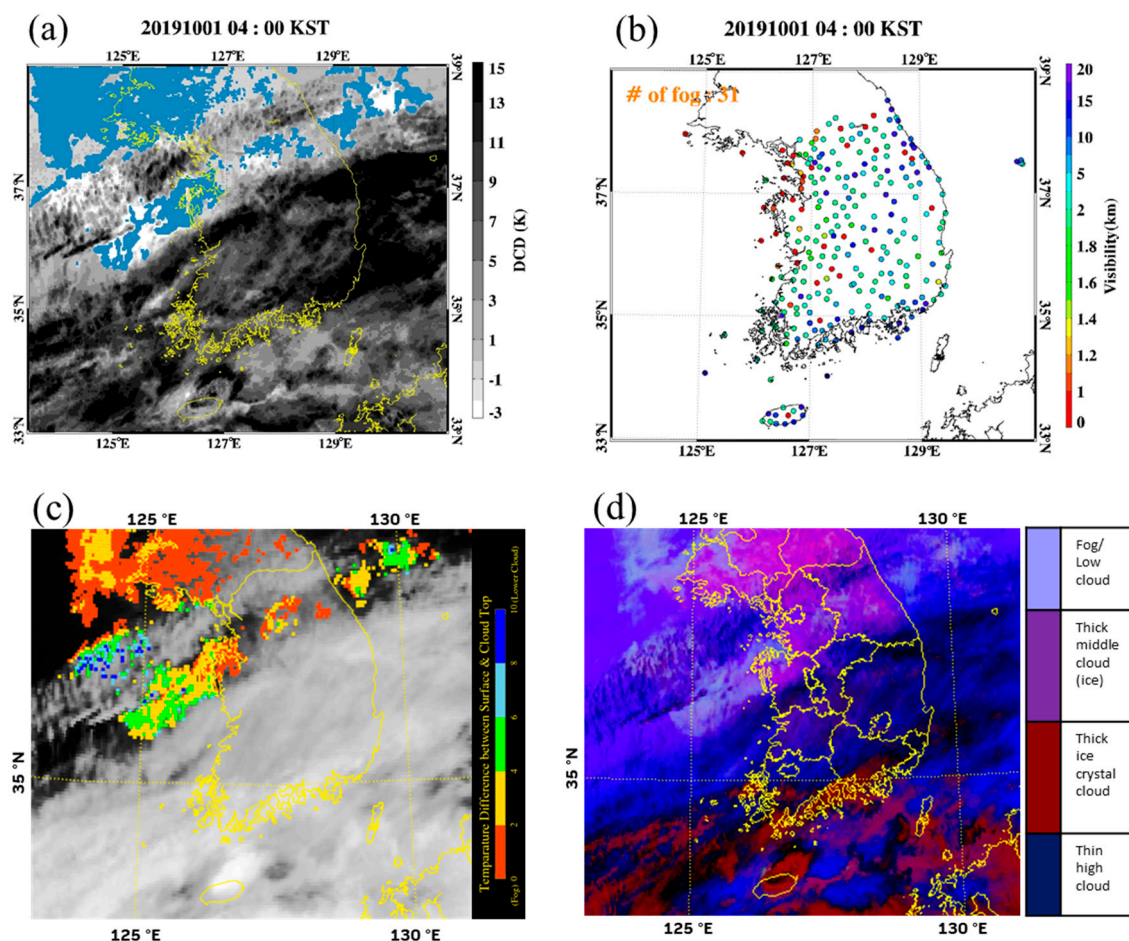 (a)
20191001 04 : 00 KST
125°E 127°E 129°E
39°N
37°N
35°N
33°N
37°N
35°N
33°N
125°E 127°E 129°E
15
13
11
9
7
5
3
1
-1
-3
DCD (K)
(b)
20191001 04 : 00 KST
125°E 127°E 129°E
# of fog : 51
39°N
37°N
35°N
33°N
37°N
35°N
33°N
125°E 127°E 129°E
20
15
10
5
2
1.8
1.6
1.4
1.2
1
0
Visibility(km)
(c)
125 °E 130 °E
35 °N
125 °E 130 °E
Temparature Difference between Surface & Cloud Top
(Fog) 0 2 4 6 8 10 (Lower Cloud)
(d)
125 °E 130 °E
35 °N
125 °E 130 °E
Fog/
Low
cloud
Thick
middle
cloud
(ice)
Thick
ice
crystal
cloud
Thin
high
cloud